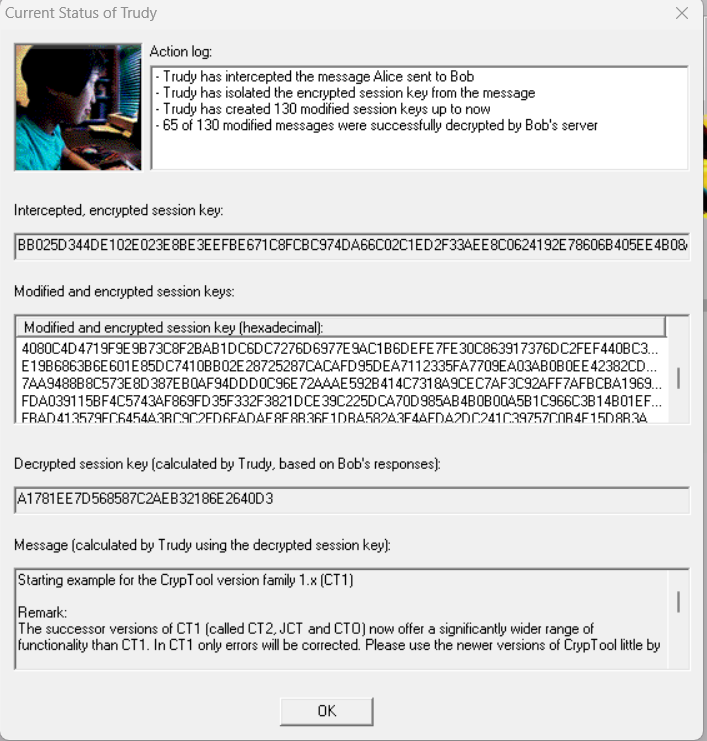 Current Status of Trudy
Action log:
- Trudy has intercepted the message Alice sent to Bob
- Trudy has isolated the encrypted session key from the message
- Trudy has created 130 modified session keys up to now
- 65 of 130 modified messages were successfully decrypted by Bob's server
Intercepted, encrypted session key:
BB025D344DE102E023E8BE3EEFBE671C8FCBC974DA66C02C1ED2F33AEE8C0624192E78606B405EE4B08
Modified and encrypted session keys:
Modified and encrypted session key (hexadecimal):
4080C4D4719F9E9B73C8F2BAB1DC6DC7276D6977E9AC1B6DEFE7FE30C863917376DC2FEF440BC3...
E19B6863B6E601E85DC7410BB02E28725287CACAFD95DEA7112335FA7709EA03AB0B0EE42382CD...
7AA9488B8C573E8D387EB0AF94DDD0C96E72AAAE592B414C7318A9CEC7AF3C92AFF7AFBCBA1969...
FDA039115BF4C5743AF869FD35F332F3821DCE39C225DCA70D985AB4B0B00A5B1C966C3B14B01EF...
Decrypted session key (calculated by Trudy, based on Bob's responses):
A1781EE7D568587C2AEB32186E2640D3
Message (calculated by Trudy using the decrypted session key):
Starting example for the CrypTool version family 1.x (CT1)
Remark:
The successor versions of CT1 (called CT2, JCT and CTO) now offer a significantly wider range of
functionality than CT1. In CT1 only errors will be corrected. Please use the newer versions of CrypTool little by
OK